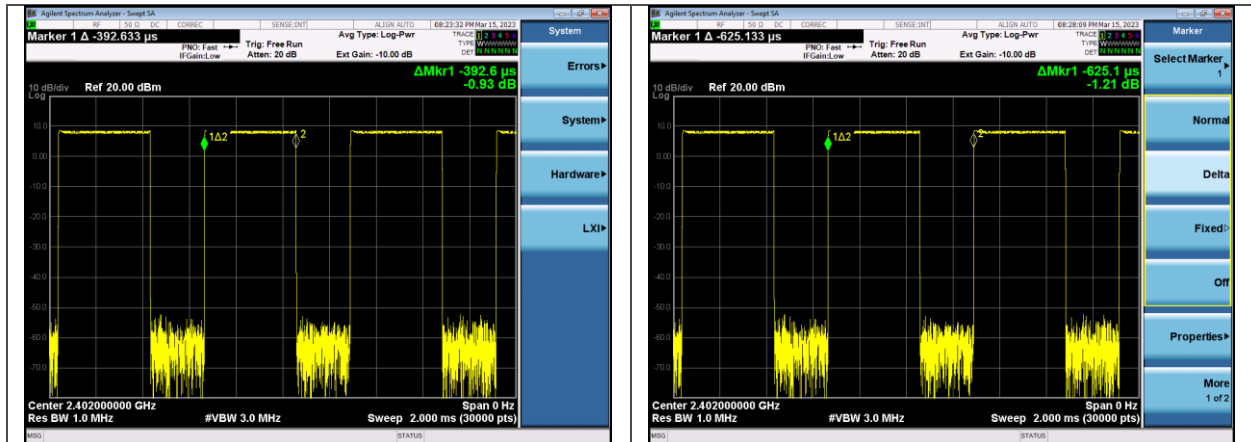 Agilent Spectrum Analyzer - Swept SA
RF 50 Ω DC CORREC SENSE:INT ALIGN AUTO 08:23:32 PM Mar 15, 2023
Marker 1 Δ -392.633 µs
PNO: Fast
IFGain:Low
Trig: Free Run
Atten: 20 dB
Avg Type: Log-Pwr
Ext Gain: -10.00 dB
TRACE 1 2 3 4 5 6
TYPE WWWWWW
DET N N N N N N
System
ΔMkr1 -392.6 µs
-0.93 dB
10 dB/div Ref 20.00 dBm
Log
10.0
0.00
-10.0
-20.0
-30.0
-40.0
-50.0
-60.0
-70.0
1Δ2
2
Center 2.402000000 GHz Span 0 Hz
Res BW 1.0 MHz #VBW 3.0 MHz Sweep 2.000 ms (30000 pts)
MSG STATUS
Errors
System
Hardware
LXI
Agilent Spectrum Analyzer - Swept SA
RF 50 Ω DC CORREC SENSE:INT ALIGN AUTO 08:28:09 PM Mar 15, 2023
Marker 1 Δ -625.133 µs
PNO: Fast
IFGain:Low
Trig: Free Run
Atten: 20 dB
Avg Type: Log-Pwr
Ext Gain: -10.00 dB
TRACE 1 2 3 4 5 6
TYPE WWWWWW
DET N N N N N N
Marker
ΔMkr1 -625.1 µs
-1.21 dB
10 dB/div Ref 20.00 dBm
Log
10.0
0.00
-10.0
-20.0
-30.0
-40.0
-50.0
-60.0
-70.0
1Δ2
2
Center 2.402000000 GHz Span 0 Hz
Res BW 1.0 MHz #VBW 3.0 MHz Sweep 2.000 ms (30000 pts)
MSG STATUS
Select Marker
1
Normal
Delta
Fixed
Off
Properties
More
1 of 2